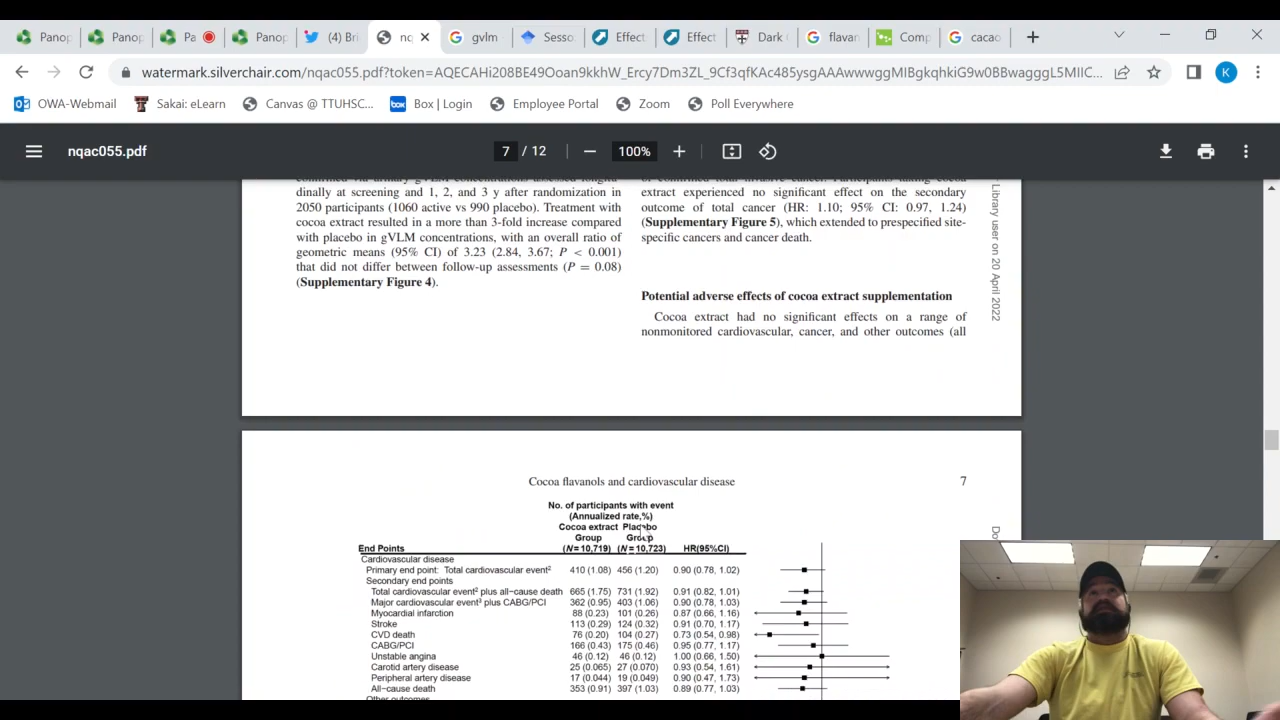 Panop
Panop
Pa
Panop
(4) Bri
nq
gvlm
Sesso
Effect
Effect
Dark
flavan
Comp
cacao
watermark.silverchair.com/nqac055.pdf?token=AQECAHi208BE49Ooan9kkhW_Ercy7Dm3ZL_9Cf3qfKAc485ysgAAAwwwggMIBgkqhkiG9w0BBwagggL5MIIC...
K
OWA-Webmail
Sakai: eLearn
Canvas @ TTUHSC...
box
Box | Login
Employee Portal
Zoom
Poll Everywhere
nqac055.pdf
7 / 12
100%
dinally at screening and 1, 2, and 3 y after randomization in
2050 participants (1060 active vs 990 placebo). Treatment with
cocoa extract resulted in a more than 3-fold increase compared
with placebo in gVLM concentrations, with an overall ratio of
geometric means (95% CI) of 3.23 (2.84, 3.67; P < 0.001)
that did not differ between follow-up assessments (P = 0.08)
(Supplementary Figure 4).
extract experienced no significant effect on the secondary
outcome of total cancer (HR: 1.10; 95% CI: 0.97, 1.24)
(Supplementary Figure 5), which extended to prespecified site-
specific cancers and cancer death.
Potential adverse effects of cocoa extract supplementation
Cocoa extract had no significant effects on a range of
nonmonitored cardiovascular, cancer, and other outcomes (all
Library user on 20 April 2022
Cocoa flavanols and cardiovascular disease
7
No. of participants with event
(Annualized rate,%)
Cocoa extract Placebo
Group Group
End Points (N=10,719) (N=10,723) HR(95%CI)
Cardiovascular disease
Primary end point: Total cardiovascular event² 410 (1.08) 456 (1.20) 0.90 (0.78, 1.02)
Secondary end points
Total cardiovascular event² plus all-cause death 665 (1.75) 731 (1.92) 0.91 (0.82, 1.01)
Major cardiovascular event³ plus CABG/PCI 362 (0.95) 403 (1.06) 0.90 (0.78, 1.03)
Myocardial infarction 88 (0.23) 101 (0.26) 0.87 (0.66, 1.16)
Stroke 113 (0.29) 124 (0.32) 0.91 (0.70, 1.17)
CVD death 76 (0.20) 104 (0.27) 0.73 (0.54, 0.98)
CABG/PCI 166 (0.43) 175 (0.46) 0.95 (0.77, 1.17)
Unstable angina 46 (0.12) 46 (0.12) 1.00 (0.66, 1.50)
Carotid artery disease 25 (0.065) 27 (0.070) 0.93 (0.54, 1.61)
Peripheral artery disease 17 (0.044) 19 (0.049) 0.90 (0.47, 1.73)
All-cause death 353 (0.91) 397 (1.03) 0.89 (0.77, 1.03)
Do